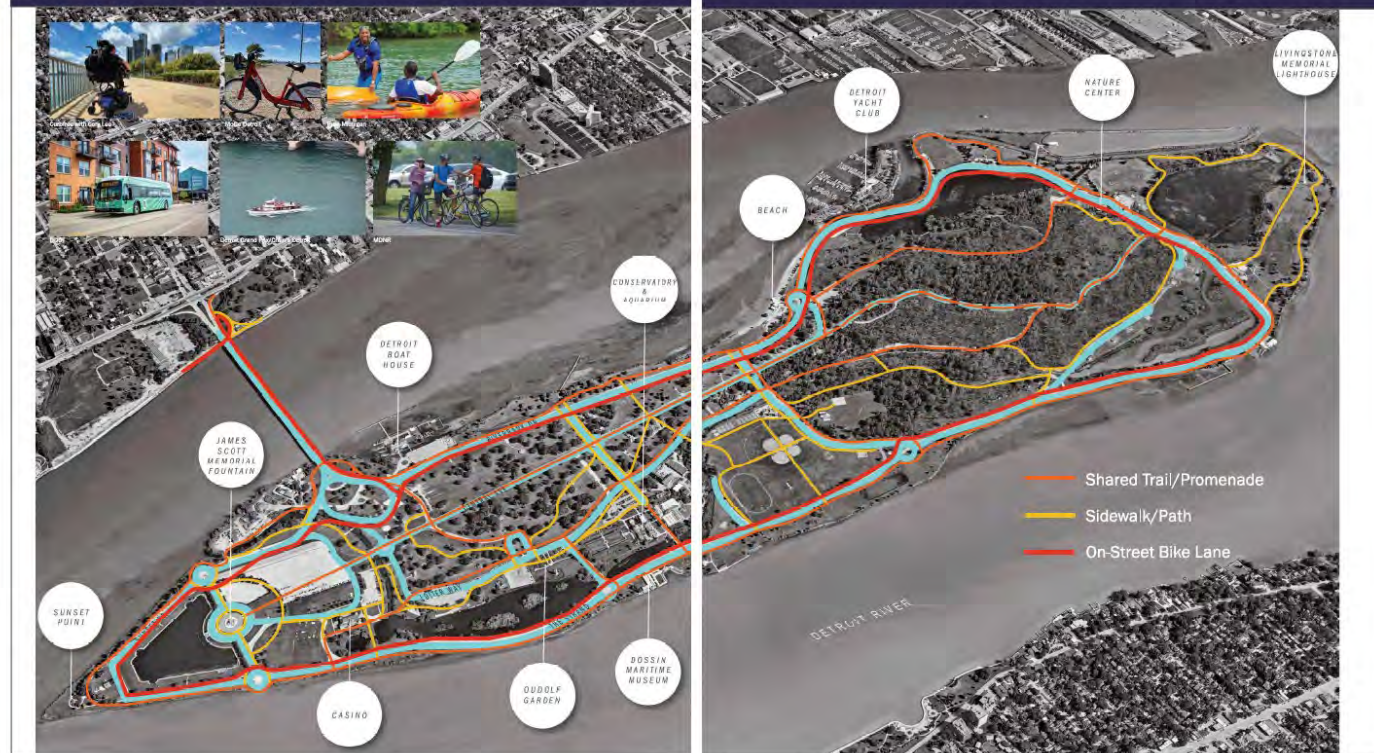 MoGo Detroit
DDOT
MDNR
LIVINGSTONE
MEMORIAL
LIGHTHOUSE
NATURE
CENTER
DETROIT
YACHT
CLUB
BEACH
CONSERVATORY
&
AQUARIUM
DETROIT
BOAT
HOUSE
JAMES
SCOTT
MEMORIAL
FOUNTAIN
SUNSET
POINT
CASINO
OUDOLF
GARDEN
DOSSIN
MARITIME
MUSEUM
Shared Trail/Promenade
Sidewalk/Path
On-Street Bike Lane
DETROIT RIVER